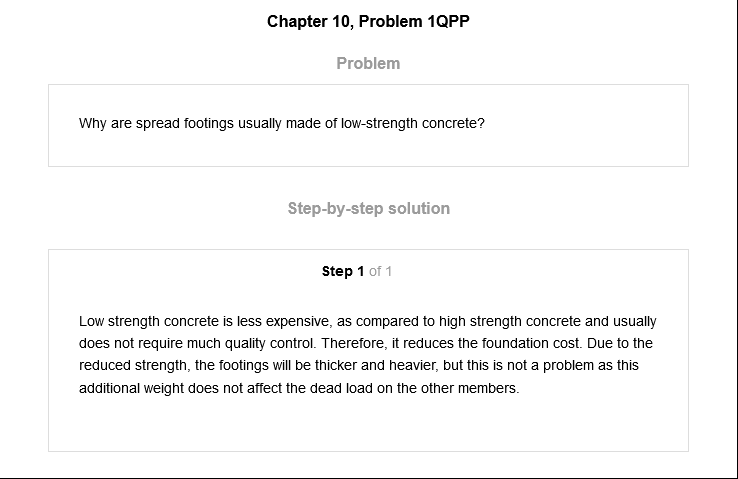 Chapter 10, Problem 1QPP
Problem
Why are spread footings usually made of low-strength concrete?
Step-by-step solution
Step 1 of 1
Low strength concrete is less expensive, as compared to high strength concrete and usually
does not require much quality control. Therefore, it reduces the foundation cost. Due to the
reduced strength, the footings will be thicker and heavier, but this is not a problem as this
additional weight does not affect the dead load on the other members.